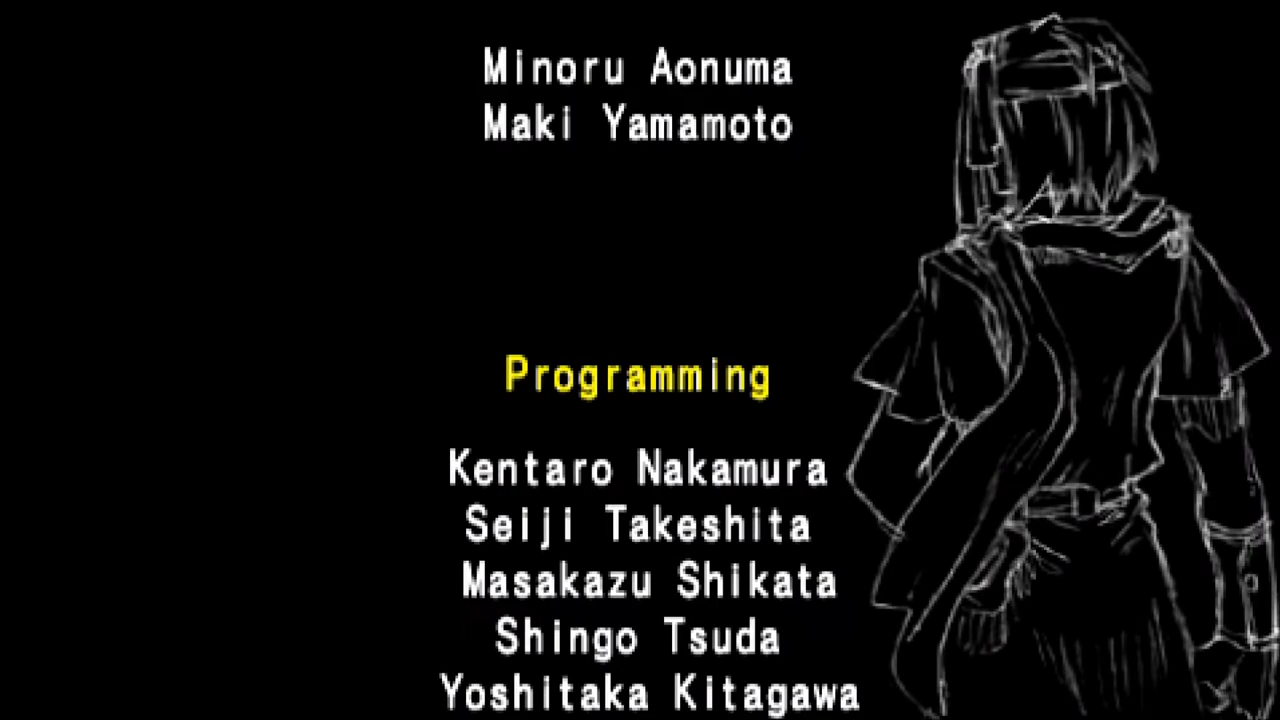 Minoru Aonuma
Maki Yamamoto
Programming
Kentaro Nakamura
Seiji Takeshita
Masakazu Shikata
Shingo Tsuda
Yoshitaka Kitagawa